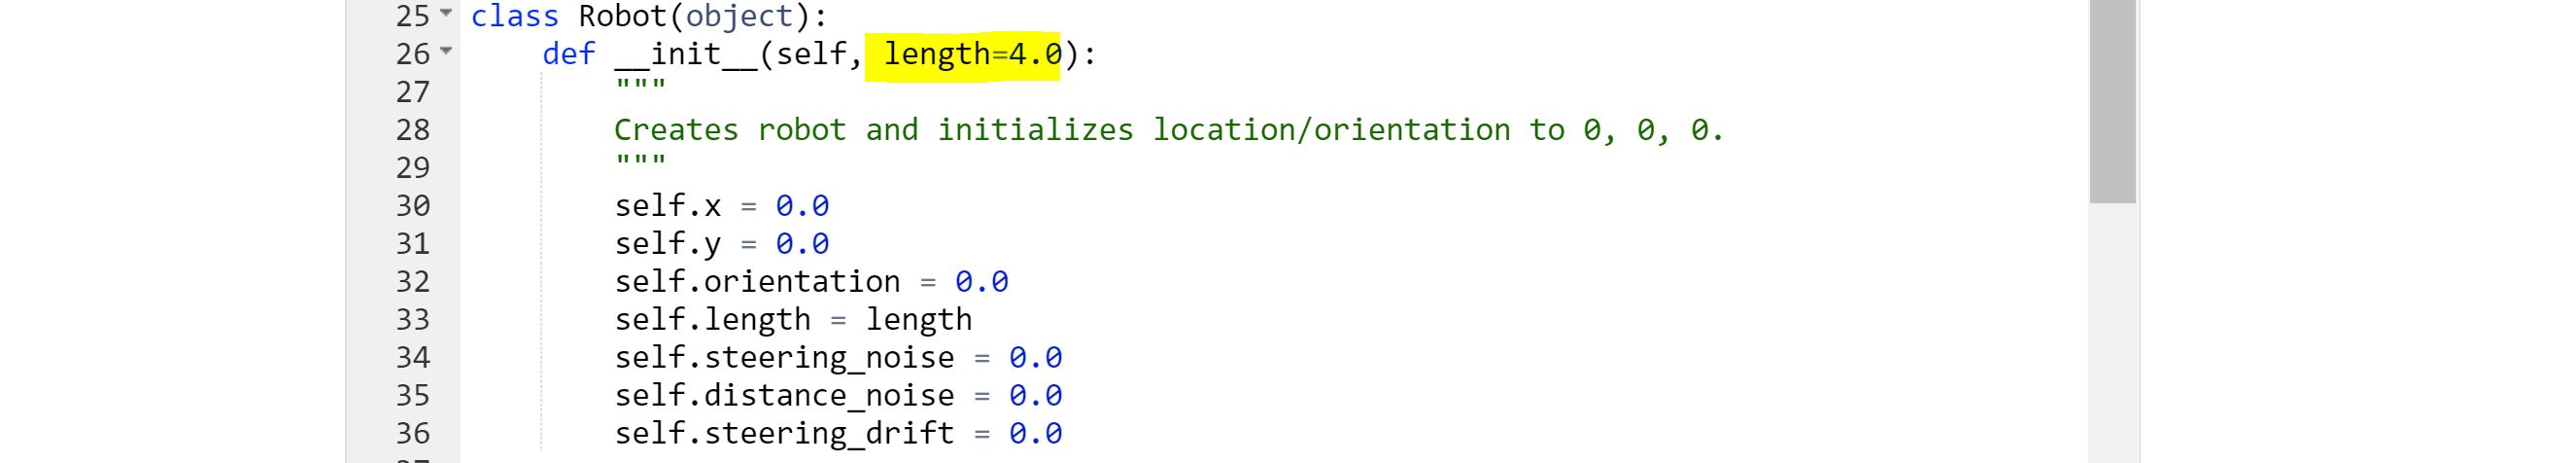 25 class Robot(object):
26     def __init__(self, length=4.0):
27         """
28         Creates robot and initializes location/orientation to 0, 0, 0.
29         """
30         self.x = 0.0
31         self.y = 0.0
32         self.orientation = 0.0
33         self.length = length
34         self.steering_noise = 0.0
35         self.distance_noise = 0.0
36         self.steering_drift = 0.0